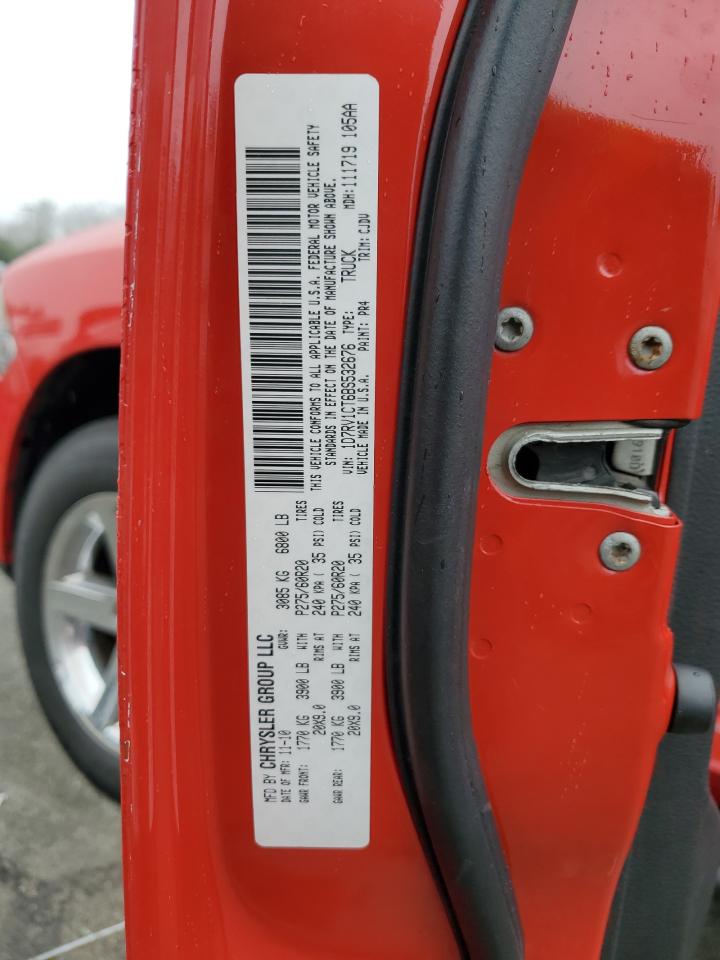 MFD BY CHRYSLER GROUP LLC
DATE OF MFR: 11-10 GVWR: 3085 KG 6800 LB
GAWR FRONT: 1770 KG 3900 LB WITH P275/60R20 TIRES
20X9.0 RIMS AT 240 KPA ( 35 PSI) COLD
GAWR REAR: 1770 KG 3900 LB WITH P275/60R20 TIRES
20X9.0 RIMS AT 240 KPA ( 35 PSI) COLD
THIS VEHICLE CONFORMS TO ALL APPLICABLE U.S.A. FEDERAL MOTOR VEHICLE SAFETY
STANDARDS IN EFFECT ON THE DATE OF MANUFACTURE SHOWN ABOVE.
VIN: 1D7RV1CT6BS532676 TYPE: TRUCK MDH:111719 105AA
VEHICLE MADE IN U.S.A. PAINT: PR4 TRIM: CJDV